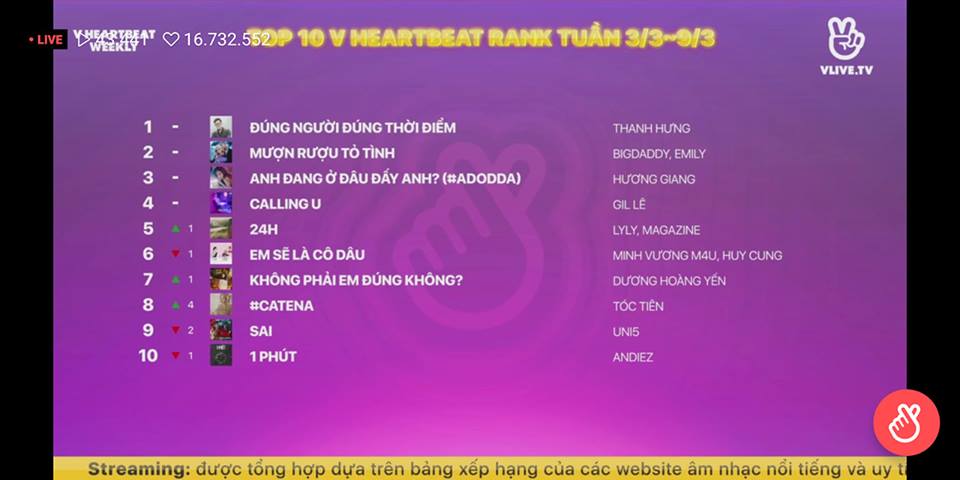 • LIVE
V HEARTBEAT WEEKLY
16.732.552
TOP 10 V HEARTBEAT RANK TUẦN 3/3~9/3
VLIVE.TV
1 - ĐÚNG NGƯỜI ĐÚNG THỜI ĐIỂM THANH HƯNG
2 - MƯỢN RƯỢU TỎ TÌNH BIGDADDY, EMILY
3 - ANH ĐANG Ở ĐÂU ĐẤY ANH? (#ADODDA) HƯƠNG GIANG
4 - CALLING U GIL LÊ
5 ▲ 1 24H LYLY, MAGAZINE
6 ▼ 1 EM SẼ LÀ CÔ DÂU MINH VƯƠNG M4U, HUY CUNG
7 ▲ 1 KHÔNG PHẢI EM ĐÚNG KHÔNG? DƯƠNG HOÀNG YẾN
8 ▲ 4 #CATENA TÓC TIÊN
9 ▼ 2 SAI UNI5
10 ▼ 1 1 PHÚT ANDIEZ
Streaming: được tổng hợp dựa trên bảng xếp hạng của các website âm nhạc nổi tiếng và uy